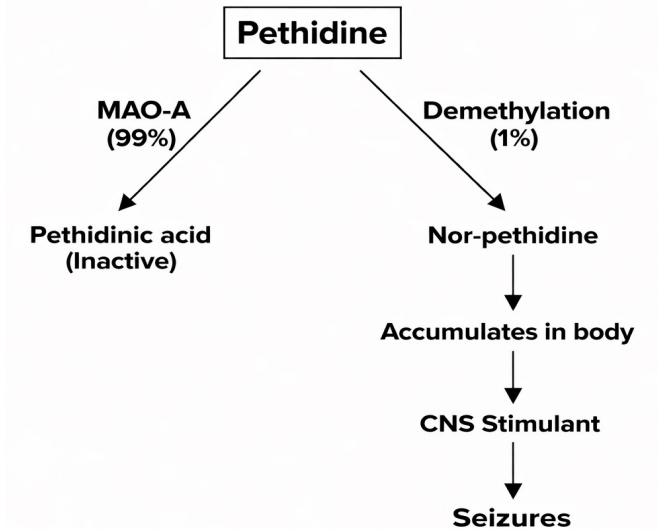 Pethidine
MAO-A
(99%)
Demethylation
(1%)
Pethidinic acid
(Inactive)
Nor-pethidine
Accumulates in body
CNS Stimulant
Seizures